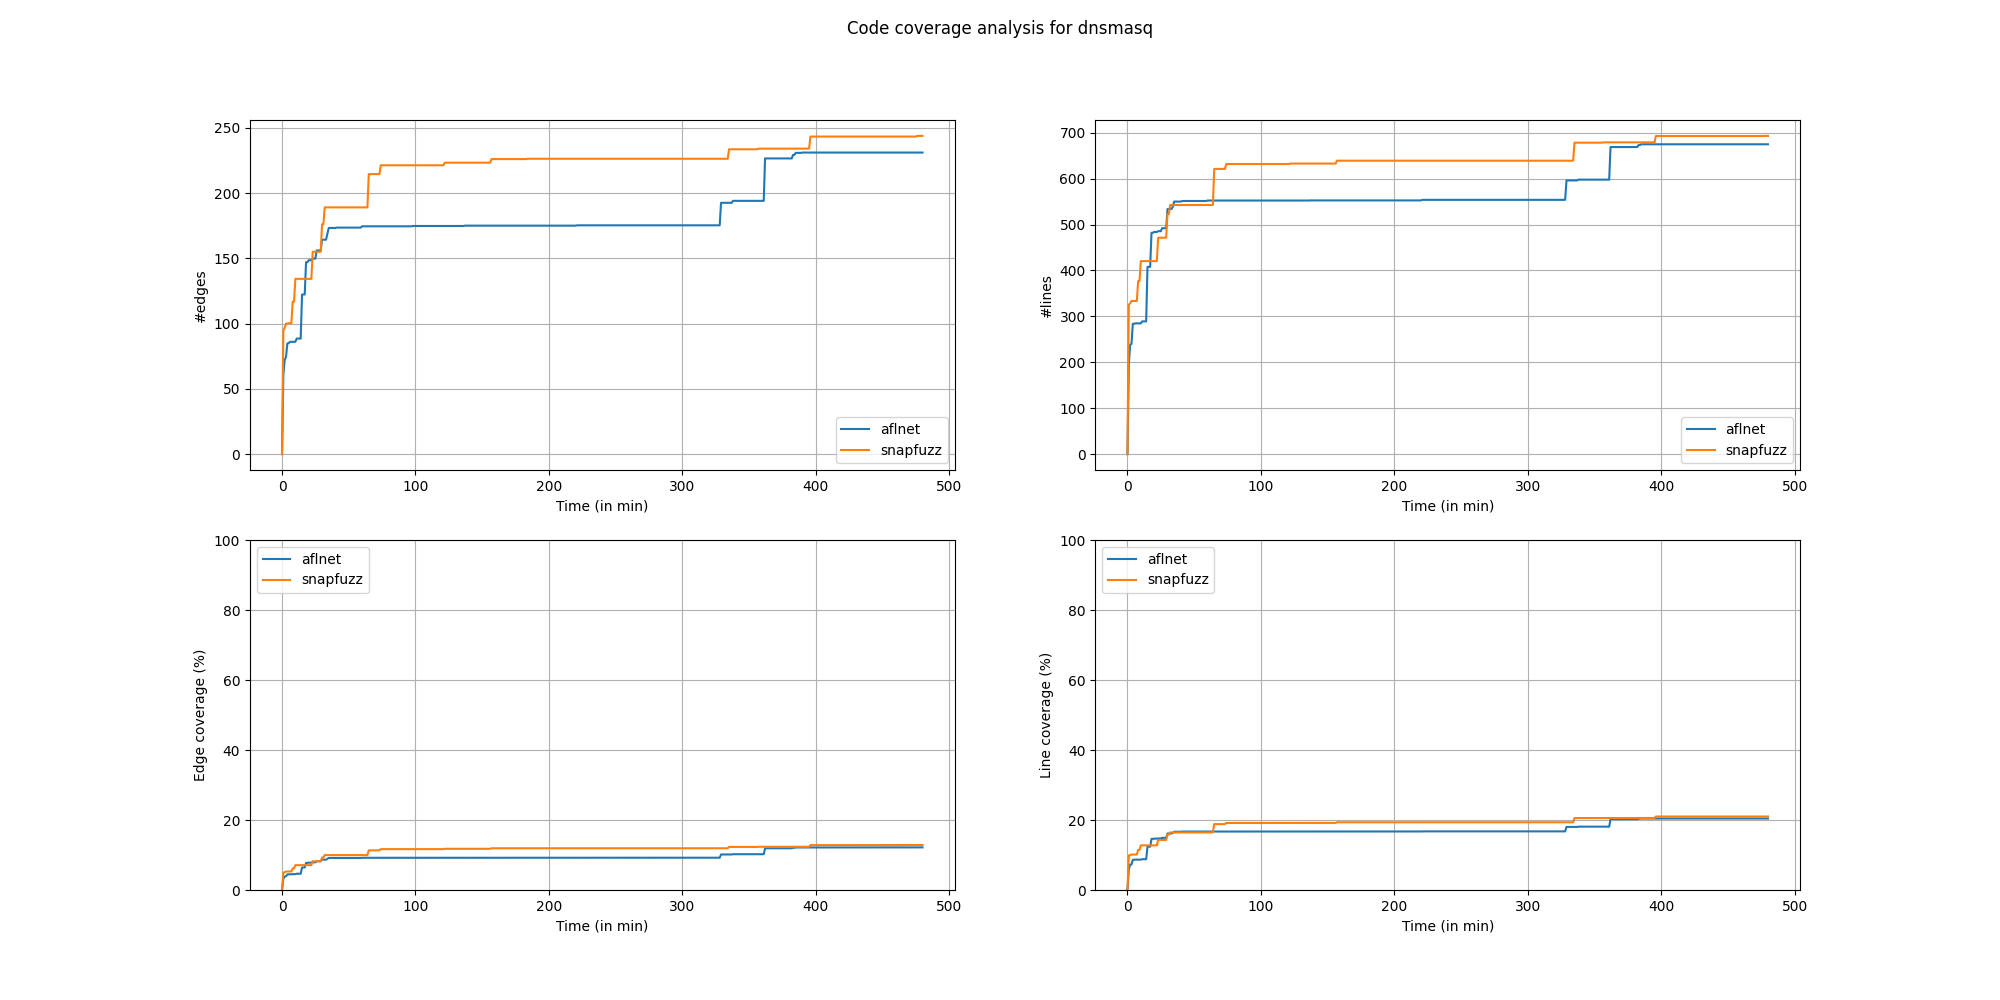 Code coverage analysis for dnsmasq
#edges
250
200
150
100
50
0
0 100 200 300 400 500
Time (in min)
aflnet
snapfuzz
#lines
700
600
500
400
300
200
100
0
0 100 200 300 400 500
Time (in min)
aflnet
snapfuzz
Edge coverage (%)
100
80
60
40
20
0
0 100 200 300 400 500
Time (in min)
aflnet
snapfuzz
Line coverage (%)
100
80
60
40
20
0
0 100 200 300 400 500
Time (in min)
aflnet
snapfuzz